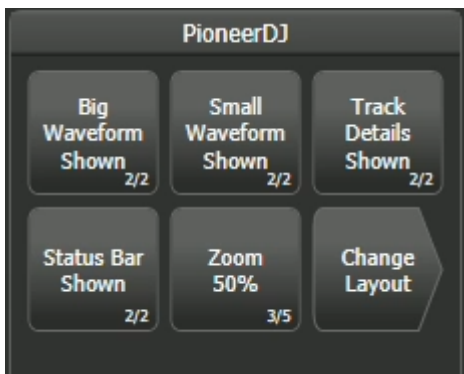 PioneerDJ
Big
Waveform
Shown
2/2
Small
Waveform
Shown
2/2
Track
Details
Shown
2/2
Status Bar
Shown
2/2
Zoom
50%
3/5
Change
Layout